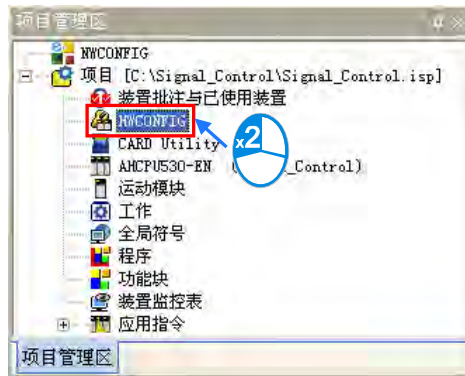 项目管理区
NWCONFIG
项目 [C:\Signal_Control\Signal_Control.isp]
装置批注与已使用装置
HWCONFIG
CARD Utility
x2
AHCPU530-EN _Control)
运动模块
工作
全局符号
程序
功能块
装置监控表
应用指令
项目管理区